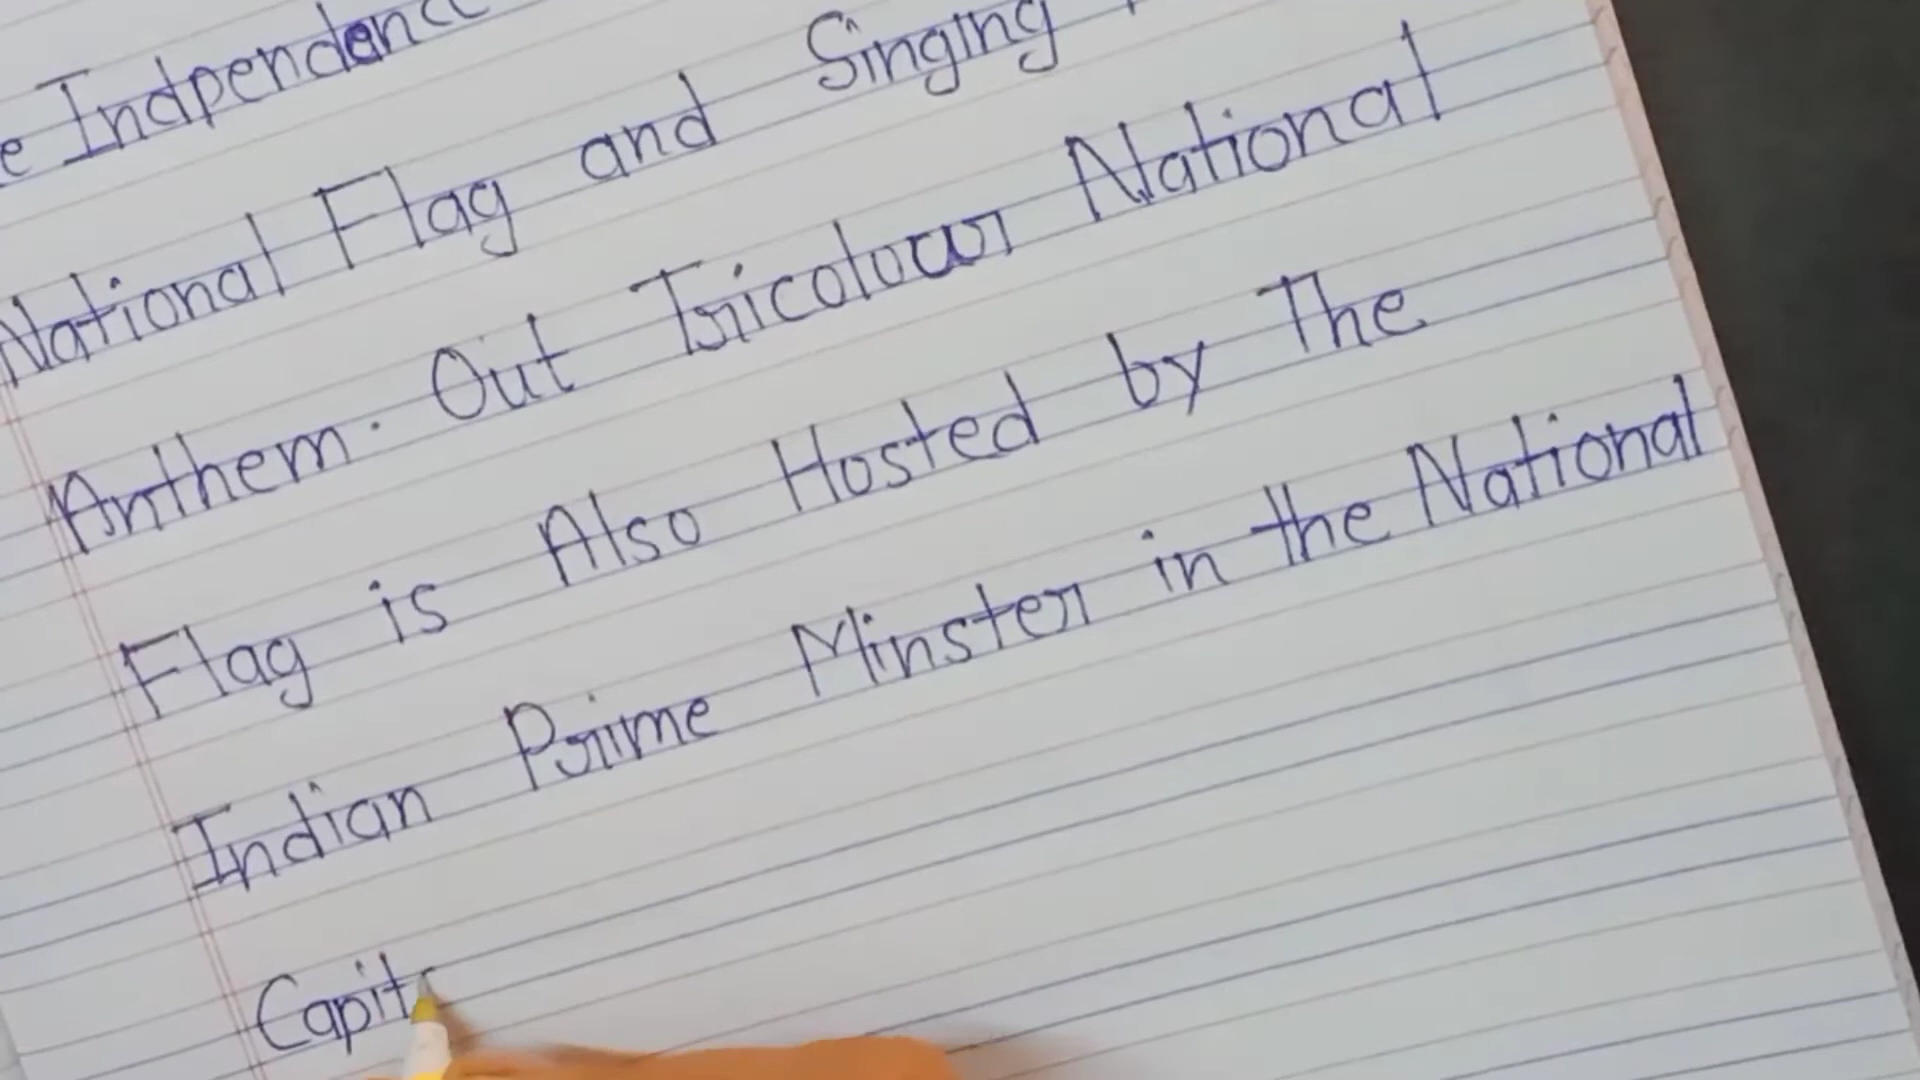 e Indpendence
National Flag and Singing
Anthem. Out Tricolour National
Flag is Also Hosted by The
Indian Prime Minster in the National
Capit